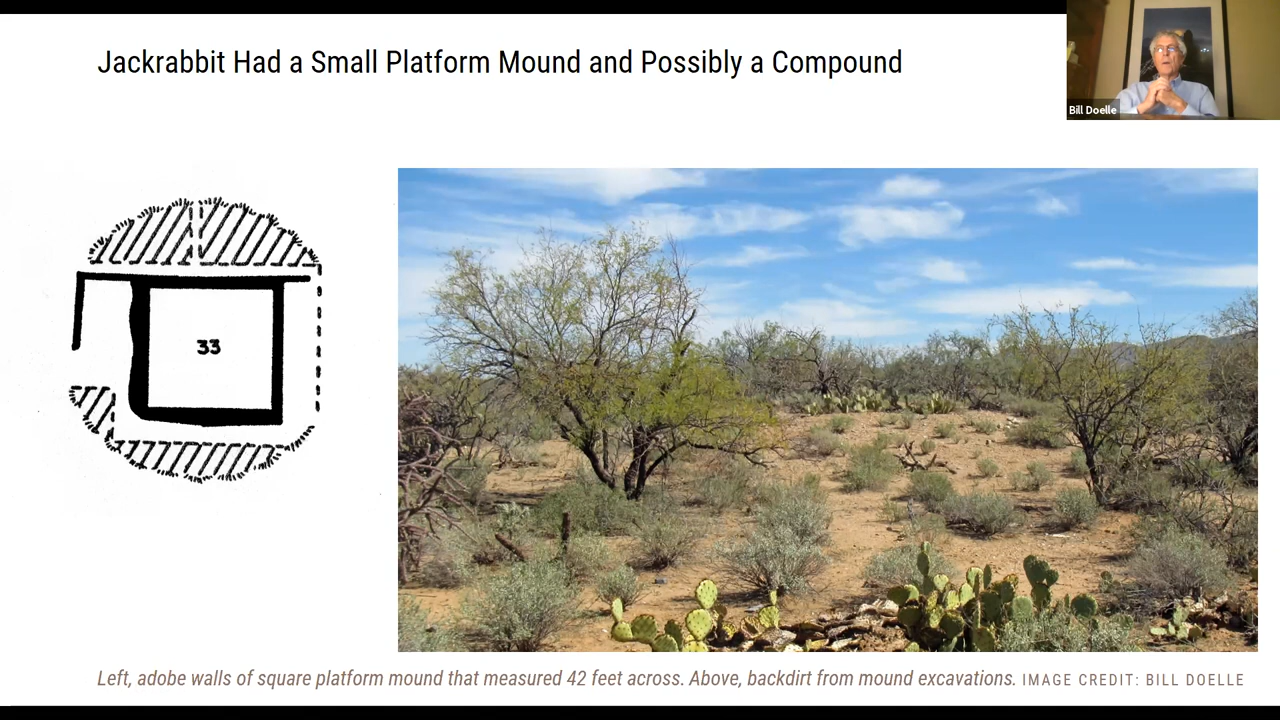 Jackrabbit Had a Small Platform Mound and Possibly a Compound
Bill Doelle
33
Left, adobe walls of square platform mound that measured 42 feet across. Above, backdirt from mound excavations. IMAGE CREDIT: BILL DOELLE